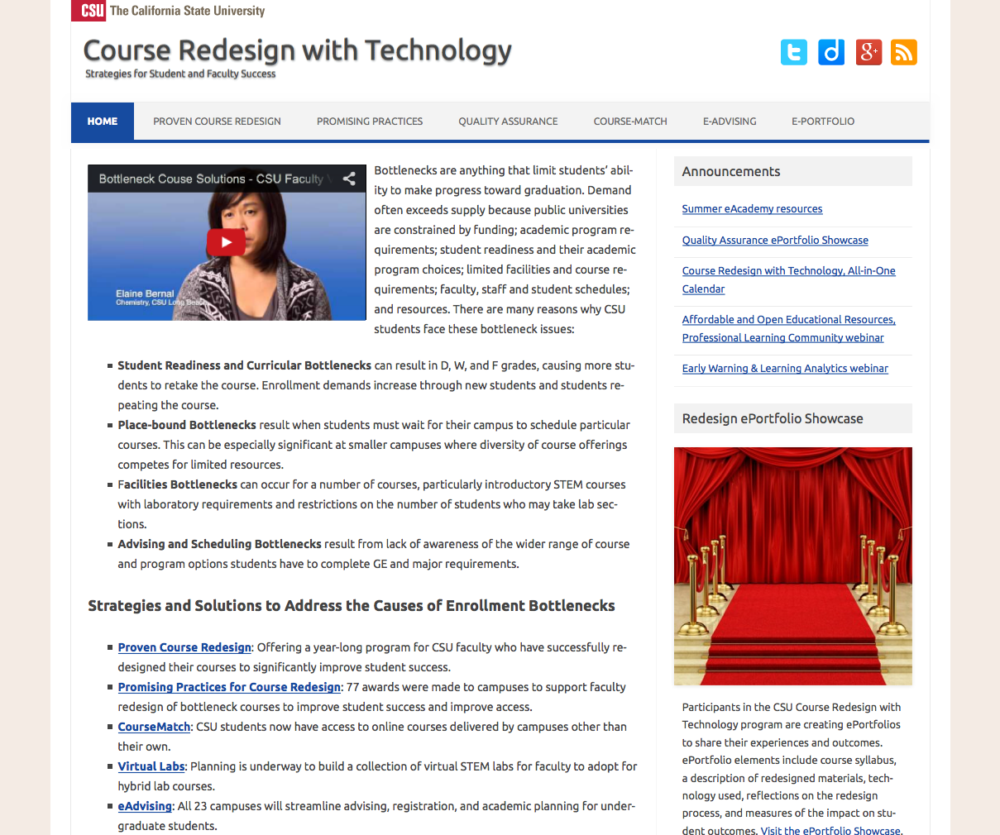 CSU The California State University
Course Redesign with Technology
Strategies for Student and Faculty Success
HOME PROVEN COURSE REDESIGN PROMISING PRACTICES QUALITY ASSURANCE COURSE-MATCH E-ADVISING E-PORTFOLIO
Bottleneck Couse Solutions - CSU Faculty
Elaine Bernal
Chemistry, CSU Long Beach
Bottlenecks are anything that limit students’ abil-
ity to make progress toward graduation. Demand
often exceeds supply because public universities
are constrained by funding; academic program re-
quirements; student readiness and their academic
program choices; limited facilities and course re-
quirements; faculty, staff and student schedules;
and resources. There are many reasons why CSU
students face these bottleneck issues:
Student Readiness and Curricular Bottlenecks can result in D, W, and F grades, causing more stu-
dents to retake the course. Enrollment demands increase through new students and students re-
peating the course.
Place-bound Bottlenecks result when students must wait for their campus to schedule particular
courses. This can be especially significant at smaller campuses where diversity of course offerings
competes for limited resources.
Facilities Bottlenecks can occur for a number of courses, particularly introductory STEM courses
with laboratory requirements and restrictions on the number of students who may take lab sec-
tions.
Advising and Scheduling Bottlenecks result from lack of awareness of the wider range of course
and program options students have to complete GE and major requirements.
Strategies and Solutions to Address the Causes of Enrollment Bottlenecks
Proven Course Redesign: Offering a year-long program for CSU faculty who have successfully re-
designed their courses to significantly improve student success.
Promising Practices for Course Redesign: 77 awards were made to campuses to support faculty
redesign of bottleneck courses to improve student success and improve access.
CourseMatch: CSU students now have access to online courses delivered by campuses other than
their own.
Virtual Labs: Planning is underway to build a collection of virtual STEM labs for faculty to adopt for
hybrid lab courses.
eAdvising: All 23 campuses will streamline advising, registration, and academic planning for under-
graduate students.
Announcements
Summer eAcademy resources
Quality Assurance ePortfolio Showcase
Course Redesign with Technology, All-in-One
Calendar
Affordable and Open Educational Resources,
Professional Learning Community webinar
Early Warning & Learning Analytics webinar
Redesign ePortfolio Showcase
Participants in the CSU Course Redesign with
Technology program are creating ePortfolios
to share their experiences and outcomes.
ePortfolio elements include course syllabus,
a description of redesigned materials, tech-
nology used, reflections on the redesign
process, and measures of the impact on stu-
dent outcomes. Visit the ePortfolio Showcase.